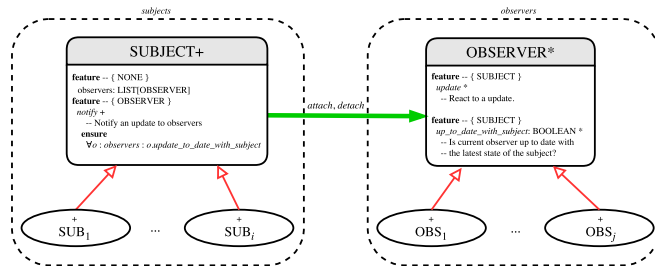 subjects
SUBJECT+
feature -- { NONE }
observers: LIST[OBSERVER]
feature -- { OBSERVER }
notify +
-- Notify an update to observers
ensure
∀o : observers : o.update_to_date_with_subject
+
SUB1
...
+
SUBi
attach, detach
observers
OBSERVER*
feature -- { SUBJECT }
update *
-- React to a update.
feature -- { SUBJECT }
up_to_date_with_subject: BOOLEAN *
-- Is current observer up to date with
-- the latest state of the subject?
+
OBS1
...
+
OBSj